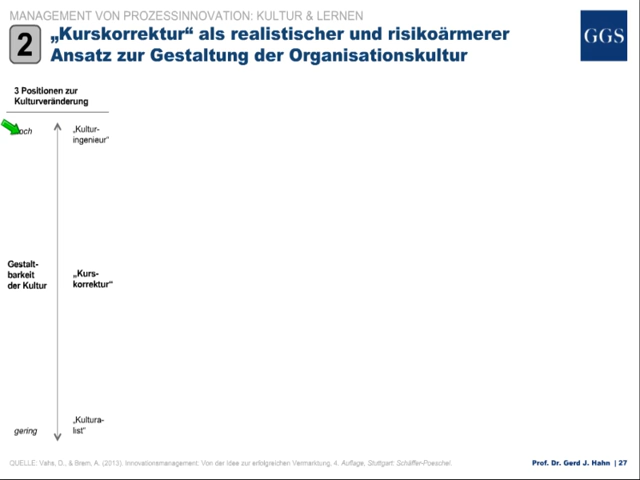 MANAGEMENT VON PROZESSINNOVATION: KULTUR & LERNEN
2
„Kurskorrektur“ als realistischer und risikoärmerer
Ansatz zur Gestaltung der Organisationskultur
GGS
3 Positionen zur
Kulturveränderung
„Kultur-
ingenieur“
Gestalt-
barkeit
der Kultur
„Kurs-
korrektur“
„Kultura-
list“
gering
QUELLE: Vahs, D., & Brem, A. (2013). Innovationsmanagement: Von der Idee zur erfolgreichen Vermarktung, 4. Auflage, Stuttgart: Schäffer-Poeschel.
Prof. Dr. Gerd J. Hahn | 27